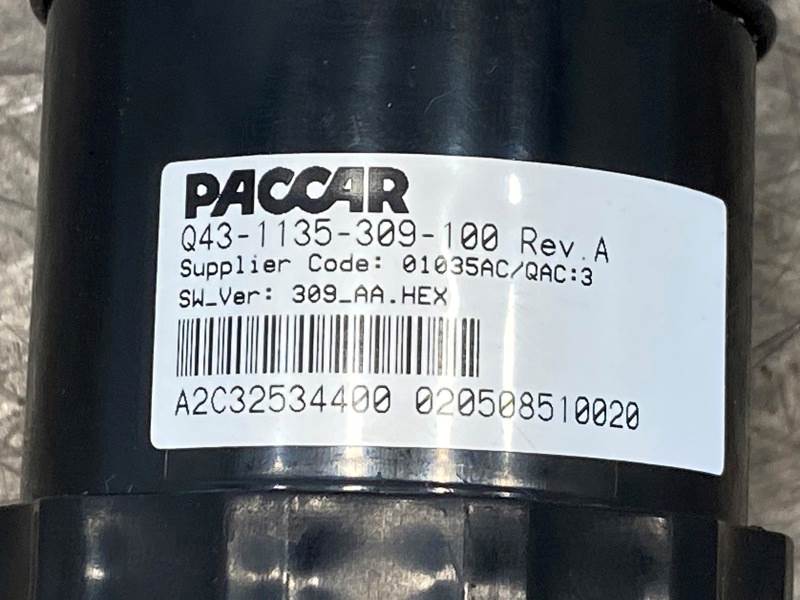 PACCAR
Q43-1135-309-100 Rev.A
Supplier Code: 01035AC/QAC:3
SW_Ver: 309_AA.HEX
A2C32534400 020508510020